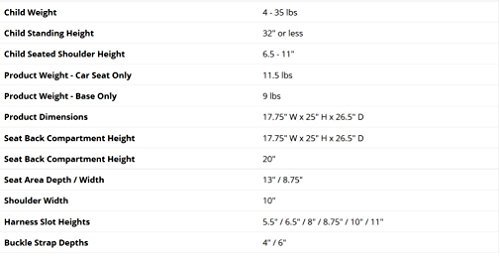 Child Weight 4 - 35 lbs
Child Standing Height 32" or less
Child Seated Shoulder Height 6.5 - 11"
Product Weight - Car Seat Only 11.5 lbs
Product Weight - Base Only 9 lbs
Product Dimensions 17.75" W x 25" H x 26.5" D
Seat Back Compartment Height 17.75" W x 25" H x 26.5" D
Seat Back Compartment Height 20"
Seat Area Depth / Width 13" / 8.75"
Shoulder Width 10"
Harness Slot Heights 5.5" / 6.5" / 8" / 8.75" / 10" / 11"
Buckle Strap Depths 4" / 6"